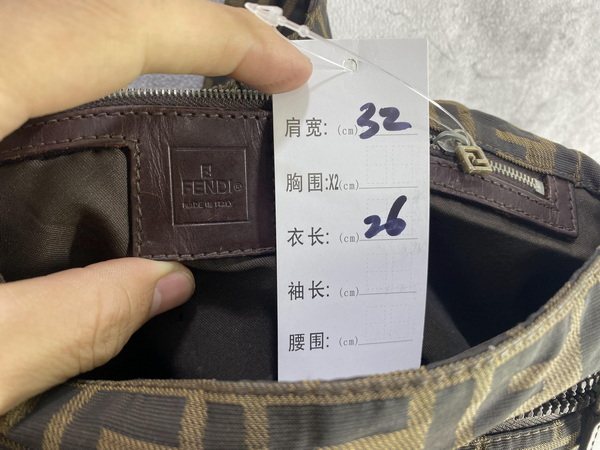 FENDI®
MADE IN ITALY
肩宽:(cm) 32
胸围:X2(cm)
衣长:(cm) 26
袖长:(cm)
腰围:(cm)